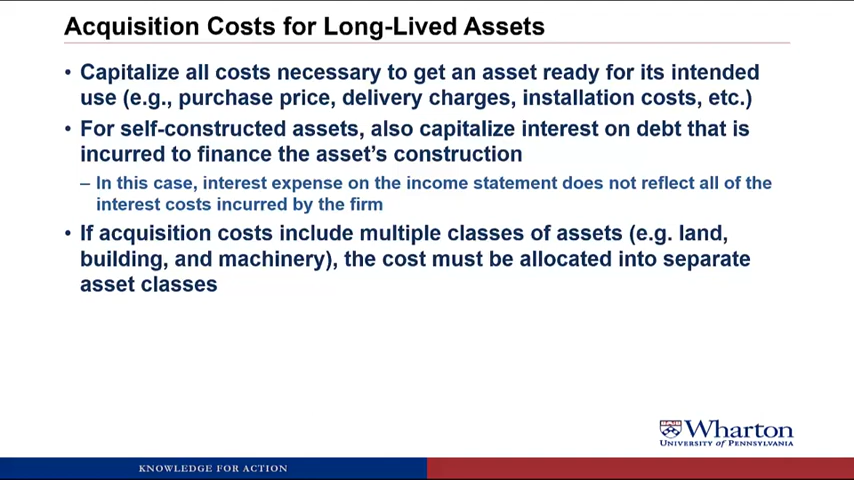 Acquisition Costs for Long-Lived Assets
• Capitalize all costs necessary to get an asset ready for its intended
use (e.g., purchase price, delivery charges, installation costs, etc.)
• For self-constructed assets, also capitalize interest on debt that is
incurred to finance the asset's construction
– In this case, interest expense on the income statement does not reflect all of the
interest costs incurred by the firm
• If acquisition costs include multiple classes of assets (e.g. land,
building, and machinery), the cost must be allocated into separate
asset classes
Wharton
UNIVERSITY OF PENNSYLVANIA
KNOWLEDGE FOR ACTION